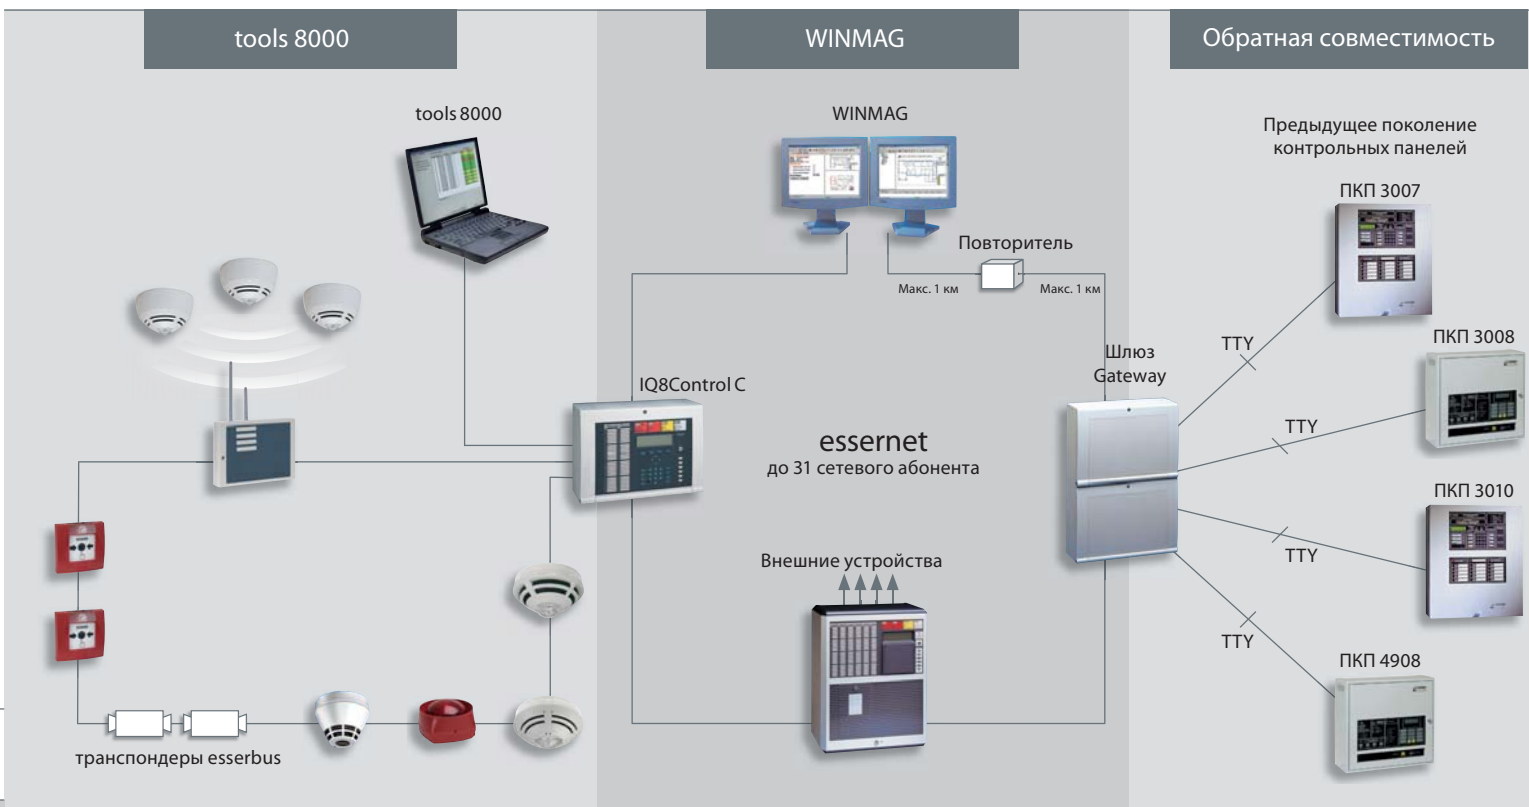 tools 8000
WINMAG
Обратная совместимость
tools 8000
WINMAG
Предыдущее поколение
контрольных панелей
ПКП 3007
Повторитель
Макс. 1 км
Макс. 1 км
ПКП 3008
TTY
Шлюз
Gateway
IQ8Control C
TTY
essernet
до 31 сетевого абонента
ПКП 3010
TTY
Внешние устройства
TTY
ПКП 4908
транспондеры esserbus